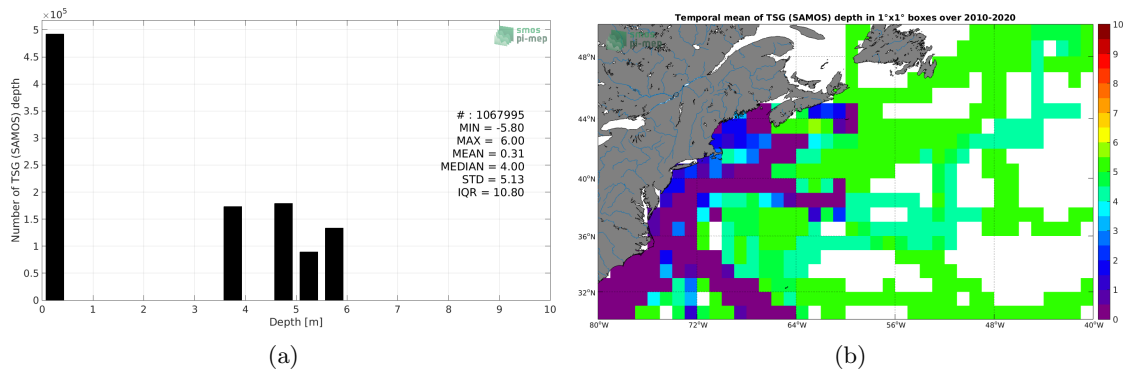 ×10⁵
5
4.5
4
3.5
3
2.5
2
1.5
1
0.5
0
Number of TSG (SAMOS) depth
smos
pi-mep
# : 1067995
MIN = -5.80
MAX = 6.00
MEAN = 0.31
MEDIAN = 4.00
STD = 5.13
IQR = 10.80
0 1 2 3 4 5 6 7 8 9 10
Depth [m]
(a)
Temporal mean of TSG (SAMOS) depth in 1°x1° boxes over 2010-2020
smos
pi-mep
48°N
44°N
40°N
36°N
32°N
80°W 72°W 64°W 56°W 48°W 40°W
10
9
8
7
6
5
4
3
2
1
0
(b)